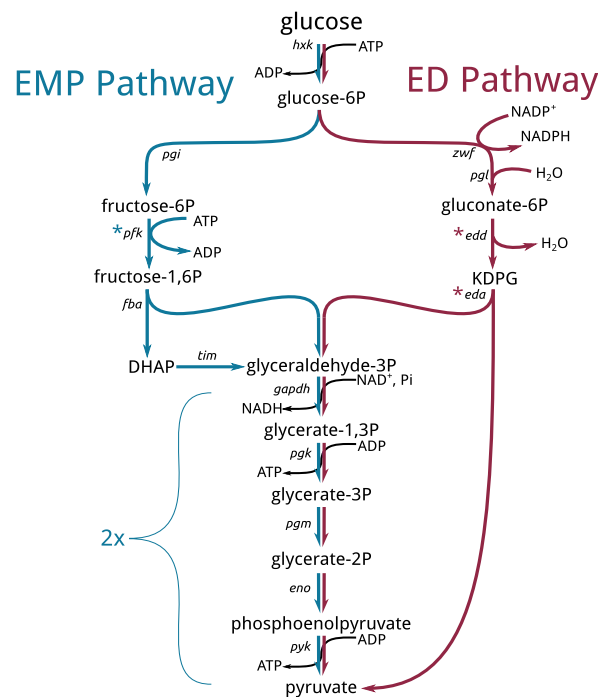 glucose
hxk
ATP
ADP
EMP Pathway
ED Pathway
glucose-6P
NADP⁺
NADPH
pgi
zwf
pgl
H₂O
fructose-6P
gluconate-6P
ATP
*pfk
*edd
ADP
H₂O
fructose-1,6P
KDPG
fba
*eda
DHAP
tim
glyceraldehyde-3P
gapdh
NAD⁺, Pi
NADH
glycerate-1,3P
pgk
ADP
ATP
glycerate-3P
pgm
2x
glycerate-2P
eno
phosphoenolpyruvate
pyk
ADP
ATP
pyruvate